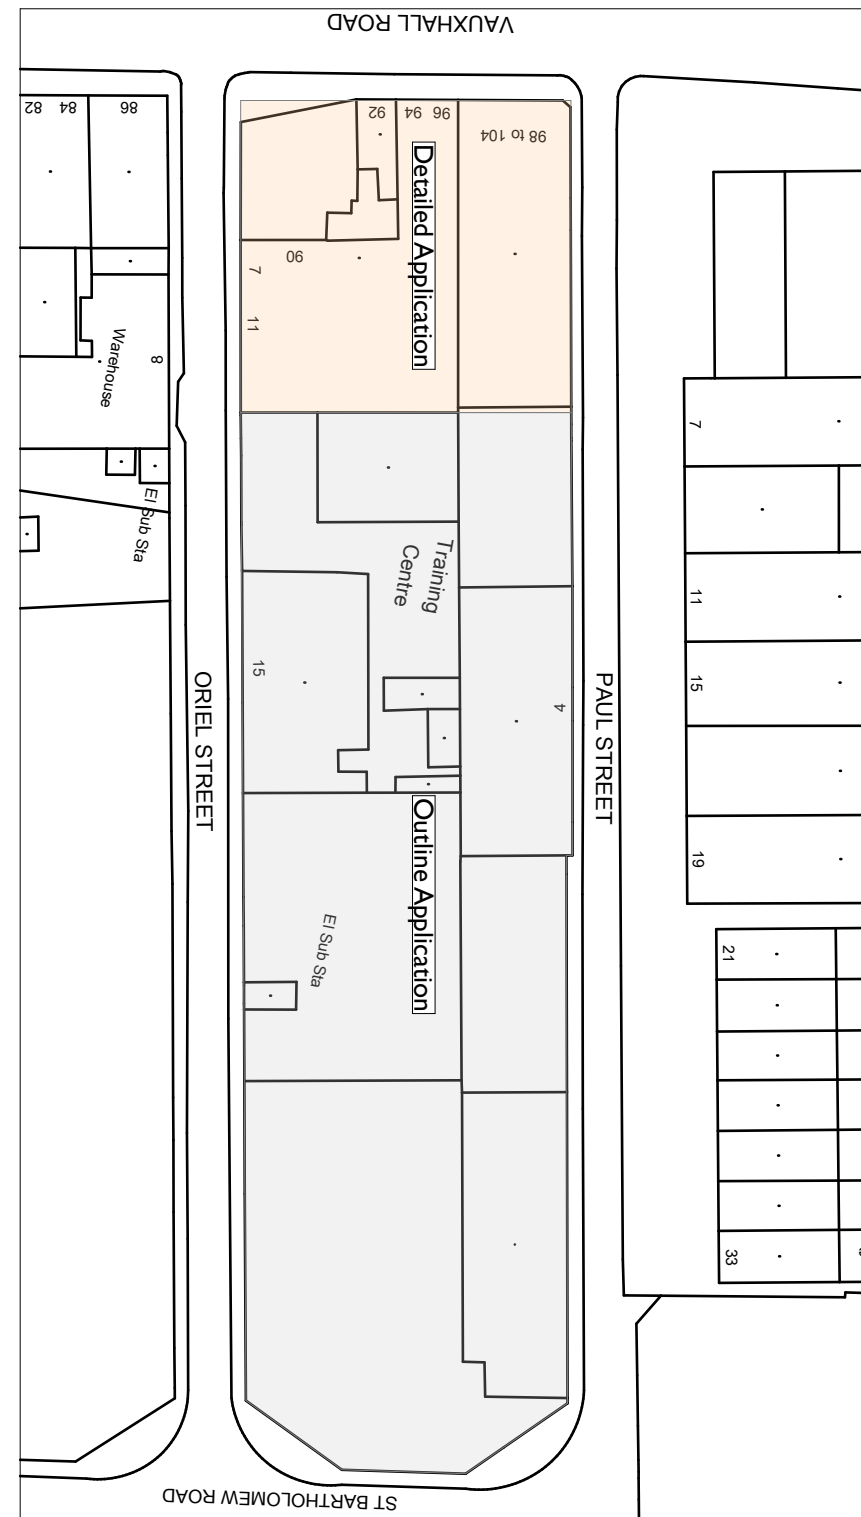 VAUXHALL ROAD
82
84
86
92
94
96
98 to 104
Detailed Application
90
7
11
Warehouse
8
El Sub Sta
7
Training
Centre
11
15
15
4
ORIEL STREET
PAUL STREET
Outline Application
19
El Sub Sta
21
33
ST BARTHOLOMEW ROAD